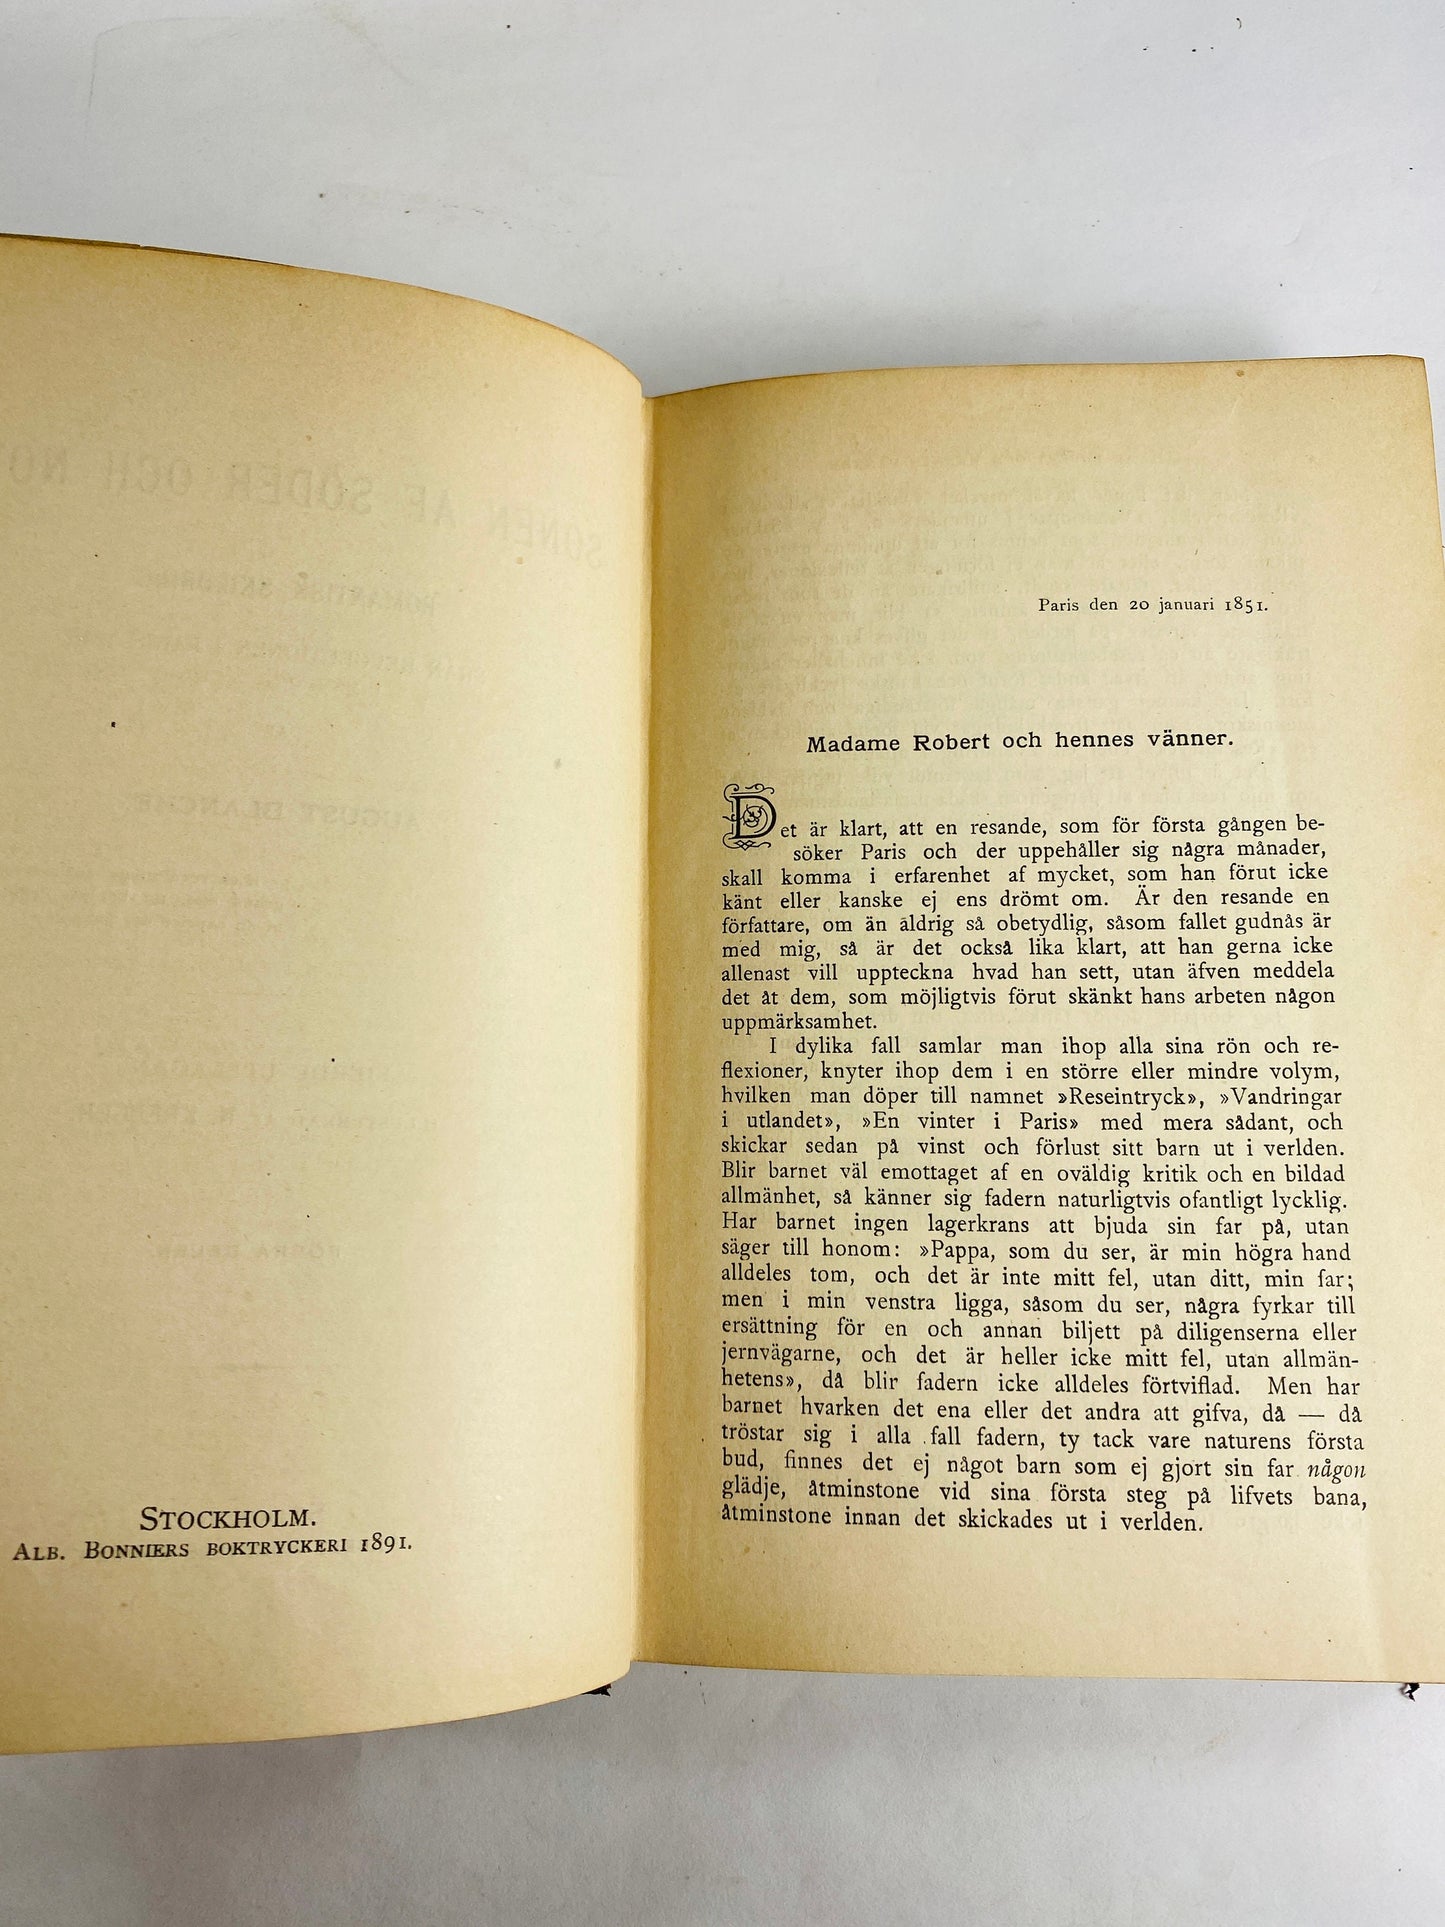 STOCKHOLM.
ALB. BONNIERS BOKTRYCKERI 1891.
Paris den 20 januari 1851.
Madame Robert och hennes vänner.
Det är klart, att en resande, som för första gången be-
söker Paris och der uppehåller sig några månader,
skall komma i erfarenhet af mycket, som han förut icke
känt eller kanske ej ens drömt om. Är den resande en
författare, om än aldrig så obetydlig, såsom fallet gudnås är
med mig, så är det också lika klart, att han gerna icke
allenast vill uppteckna hvad han sett, utan äfven meddela
det åt dem, som möjligtvis förut skänkt hans arbeten någon
uppmärksamhet.
I dylika fall samlar man ihop alla sina rön och re-
flexioner, knyter ihop dem i en större eller mindre volym,
hvilken man döper till namnet »Reseintryck», »Vandringar
i utlandet», »En vinter i Paris» med mera sådant, och
skickar sedan på vinst och förlust sitt barn ut i verlden.
Blir barnet väl emottaget af en oväldig kritik och en bildad
allmänhet, så känner sig fadern naturligtvis ofantligt lycklig.
Har barnet ingen lagerkrans att bjuda sin far på, utan
säger till honom: »Pappa, som du ser, är min högra hand
alldeles tom, och det är inte mitt fel, utan ditt, min far;
men i min venstra ligga, såsom du ser, några fyrkar till
ersättning för en och annan biljett på diligenserna eller
jernvägarne, och det är heller icke mitt fel, utan allmän-
hetens», då blir fadern icke alldeles förtviflad. Men har
barnet hvarken det ena eller det andra att gifva, då — då
tröstar sig i alla fall fadern, ty tack vare naturens första
bud, finnes det ej något barn som ej gjort sin far någon
glädje, åtminstone vid sina första steg på lifvets bana,
åtminstone innan det skickades ut i verlden.